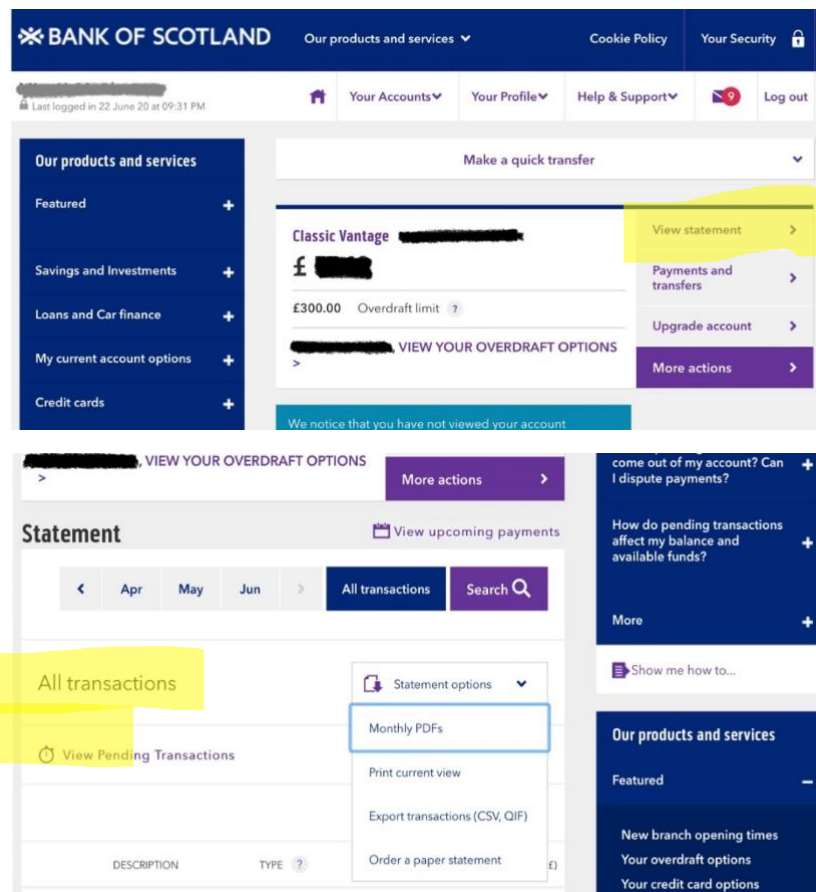 BANK OF SCOTLAND
Our products and services
Cookie Policy
Your Security
Last logged in 22 June 20 at 09:31 PM
Your Accounts
Your Profile
Help & Support
9
Log out
Our products and services
Featured +
Savings and Investments +
Loans and Car finance +
My current account options +
Credit cards +
Make a quick transfer
Classic Vantage
£
£300.00 Overdraft limit ?
VIEW YOUR OVERDRAFT OPTIONS
>
View statement >
Payments and
transfers >
Upgrade account >
More actions >
We notice that you have not viewed your account
, VIEW YOUR OVERDRAFT OPTIONS
>
More actions >
Statement
View upcoming payments
< Apr May Jun > All transactions Search
All transactions
Statement options
Monthly PDFs
Print current view
Export transactions (CSV, QIF)
Order a paper statement
View Pending Transactions
DESCRIPTION TYPE ? £)
come out of my account? Can
I dispute payments? +
How do pending transactions
affect my balance and
available funds? +
More +
Show me how to...
Our products and services
Featured −
New branch opening times
Your overdraft options
Your credit card options